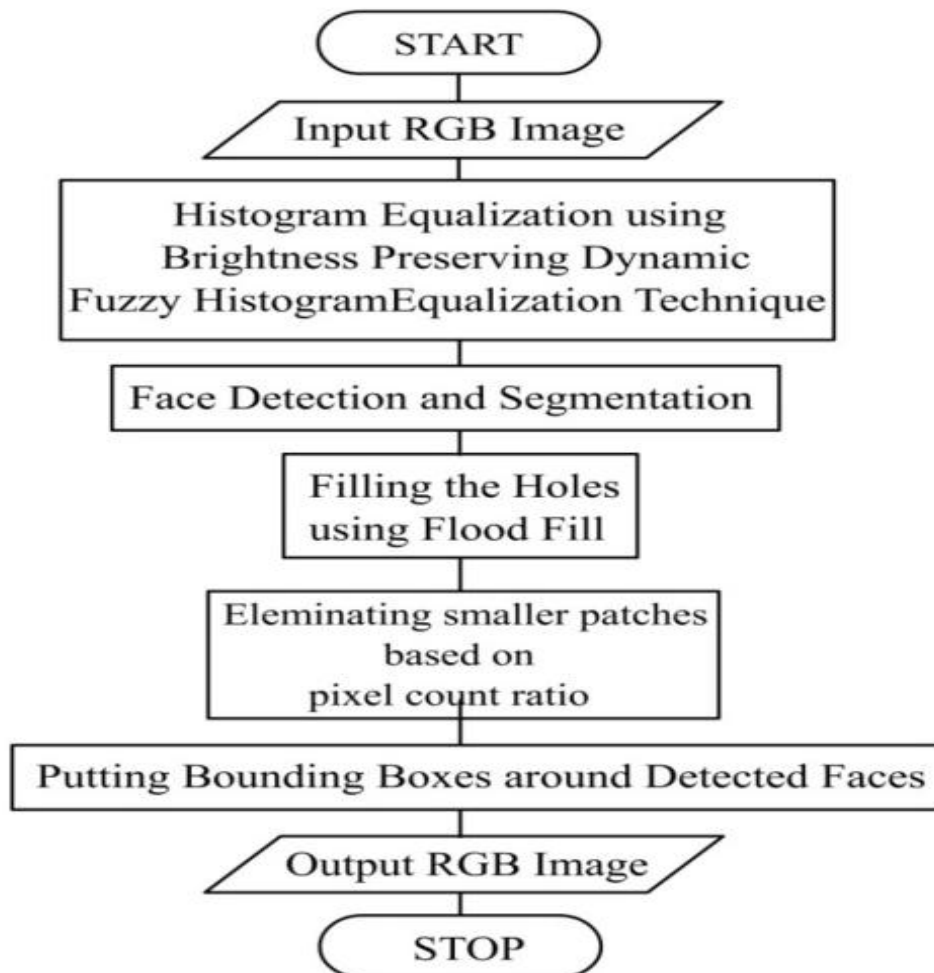 START
Input RGB Image
Histogram Equalization using
Brightness Preserving Dynamic
Fuzzy HistogramEqualization Technique
Face Detection and Segmentation
Filling the Holes
using Flood Fill
Eleminating smaller patches
based on
pixel count ratio
Putting Bounding Boxes around Detected Faces
Output RGB Image
STOP